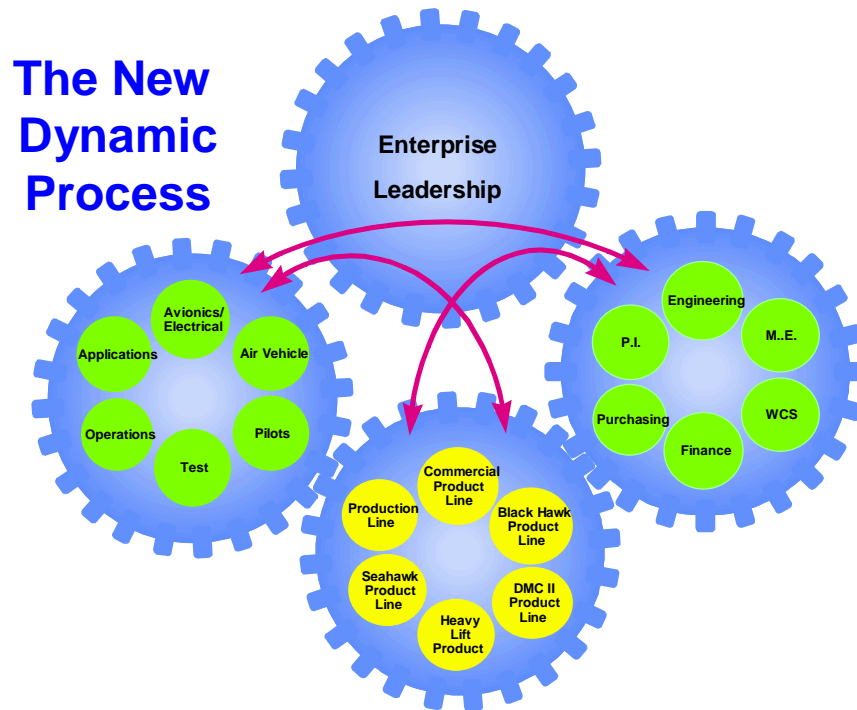 The New
Dynamic
Process
Enterprise
Leadership
Avionics/
Electrical
Applications
Air Vehicle
Operations
Pilots
Test
Engineering
P.I.
M..E.
Purchasing
WCS
Finance
Commercial
Product
Line
Production
Line
Black Hawk
Product
Line
Seahawk
Product
Line
DMC II
Product
Line
Heavy
Lift
Product